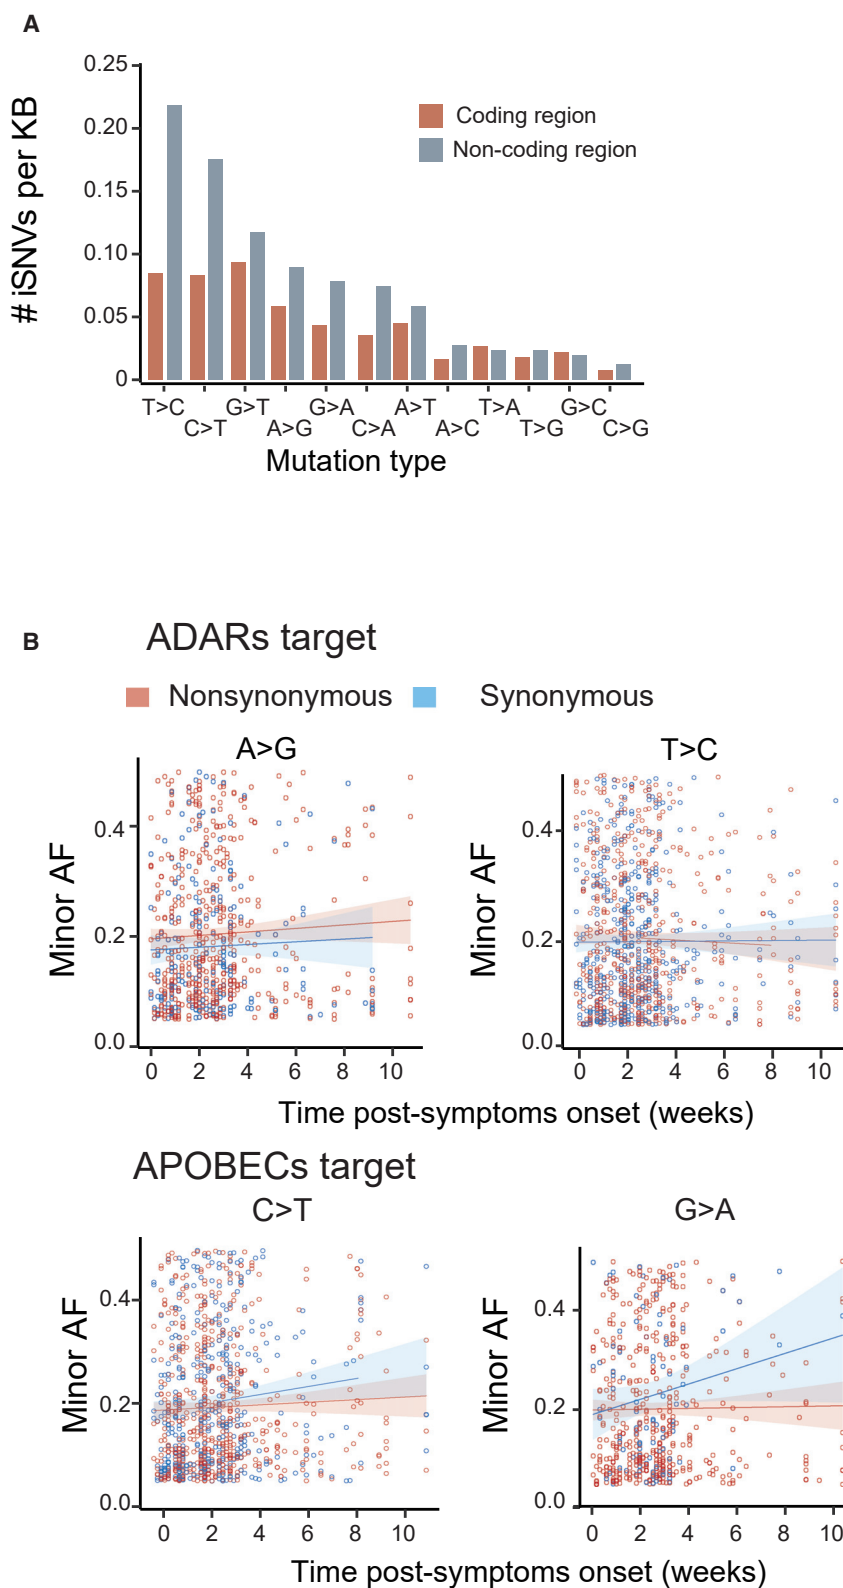 A
# iSNVs per KB
0.25
0.20
0.15
0.10
0.05
0
Coding region
Non-coding region
T>C G>T G>A A>T T>A G>C
C>T A>G C>A A>C T>G C>G
Mutation type
B ADARs target
Nonsynonymous Synonymous
A>G T>C
Minor AF
0.4
0.2
0.0
0 2 4 6 8 10
Minor AF
0.4
0.2
0.0
0 2 4 6 8 10
Time post-symptoms onset (weeks)
APOBECs target
C>T G>A
Minor AF
0.4
0.2
0.0
0 2 4 6 8 10
Minor AF
0.4
0.2
0.0
0 2 4 6 8 10
Time post-symptoms onset (weeks)